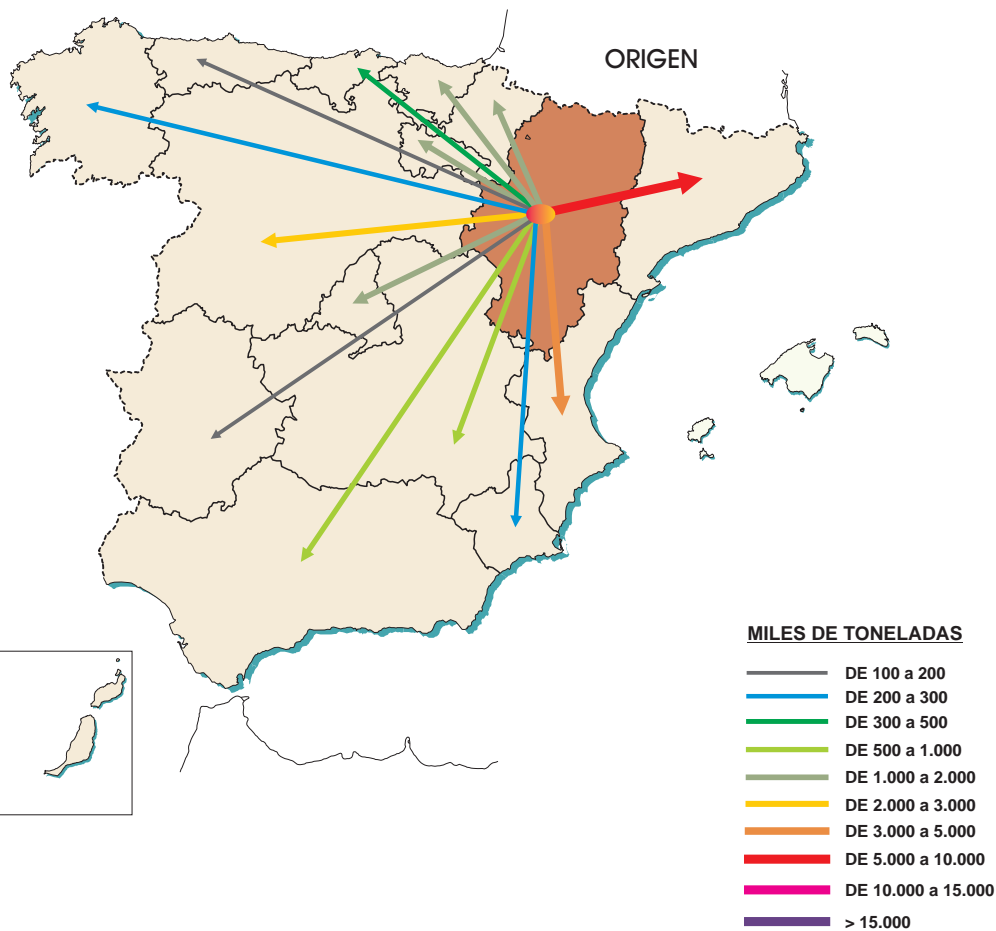 ORIGEN
MILES DE TONELADAS
DE 100 a 200
DE 200 a 300
DE 300 a 500
DE 500 a 1.000
DE 1.000 a 2.000
DE 2.000 a 3.000
DE 3.000 a 5.000
DE 5.000 a 10.000
DE 10.000 a 15.000
> 15.000